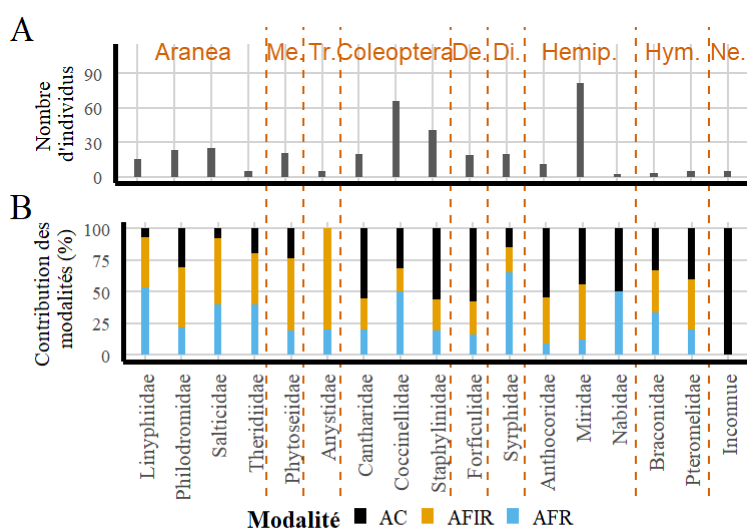 A
Aranea Me. Tr. Coleoptera De. Di. Hemip. Hym. Ne.
Nombre
d'individus
90
60
30
0
B
Contribution des
modalités (%)
100
75
50
25
0
Linyphiidae
Philodromidae
Salticidae
Theridiidae
Phytoseiidae
Anystidae
Cantharidae
Coccinellidae
Staphylinidae
Forficulidae
Syrphidae
Anthocoridae
Miridae
Nabidae
Braconidae
Pteromelidae
Inconnue
Modalité AC AFIR AFR